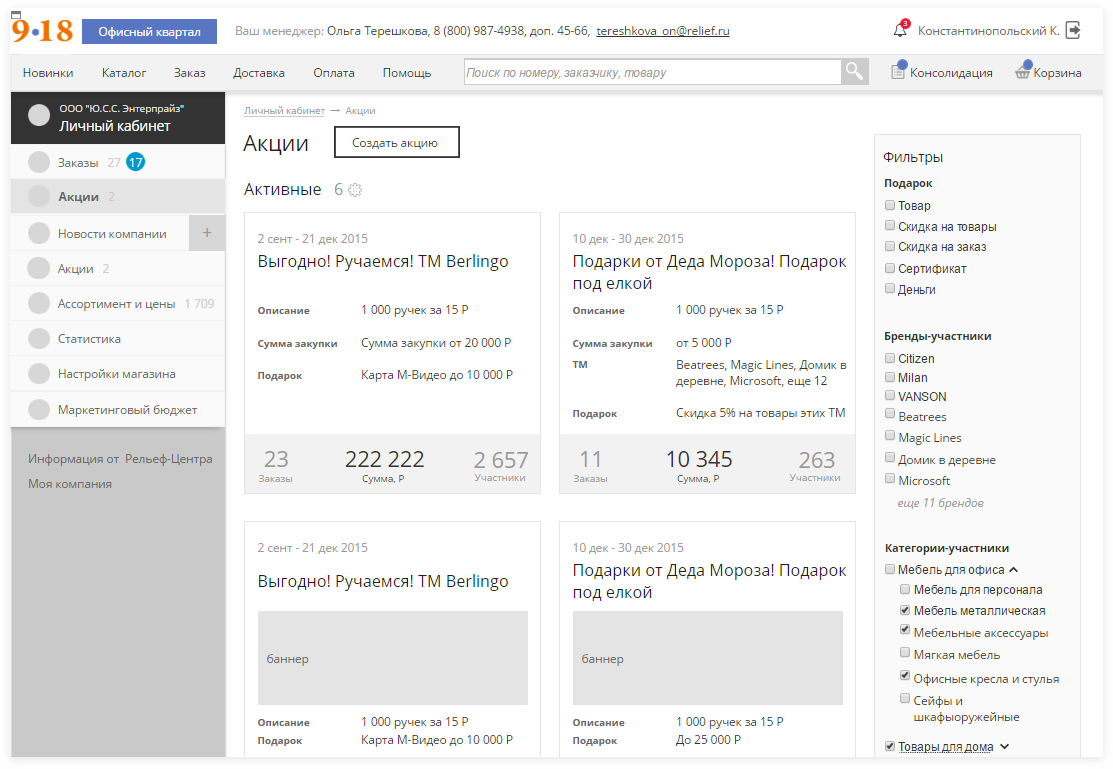 9·18
Офисный квартал
Ваш менеджер: Ольга Терешкова, 8 (800) 987-4938, доп. 45-66, tereshkova_on@relief.ru
3
Константинопольский К.
Новинки Каталог Заказ Доставка Оплата Помощь
Поиск по номеру, заказчику, товару
Консолидация
Корзина
ООО "Ю.С.С. Энтерпрайз"
Личный кабинет
Заказы 27 17
Акции 2
Новости компании +
Акции 2
Ассортимент и цены 1 709
Статистика
Настройки магазина
Маркетинговый бюджет
Информация от Рельеф-Центра
Моя компания
Личный кабинет → Акции
Акции
Создать акцию
Активные 6
2 сент - 21 дек 2015
Выгодно! Ручаемся! ТМ Berlingo
Описание 1 000 ручек за 15 Р
Сумма закупки Сумма закупки от 20 000 Р
Подарок Карта М-Видео до 10 000 Р
23 222 222 2 657
Заказы Сумма, Р Участники
10 дек - 30 дек 2015
Подарки от Деда Мороза! Подарок
под елкой
Описание 1 000 ручек за 15 Р
Сумма закупки от 5 000 Р
ТМ Beatrees, Magic Lines, Домик в
деревне, Microsoft, еще 12
Подарок Скидка 5% на товары этих ТМ
11 10 345 263
Заказы Сумма, Р Участники
2 сент - 21 дек 2015
Выгодно! Ручаемся! ТМ Berlingo
баннер
Описание 1 000 ручек за 15 Р
Подарок Карта М-Видео до 10 000 Р
10 дек - 30 дек 2015
Подарки от Деда Мороза! Подарок
под елкой
баннер
Описание 1 000 ручек за 15 Р
Подарок До 25 000 Р
Фильтры
Подарок
Товар
Скидка на товары
Скидка на заказ
Сертификат
Деньги
Бренды-участники
Citizen
Milan
VANSON
Beatrees
Magic Lines
Домик в деревне
Microsoft
еще 11 брендов
Категории-участники
Мебель для офиса
Мебель для персонала
Мебель металлическая
Мебельные аксессуары
Мягкая мебель
Офисные кресла и стулья
Сейфы и
шкафыоружейные
Товары для дома